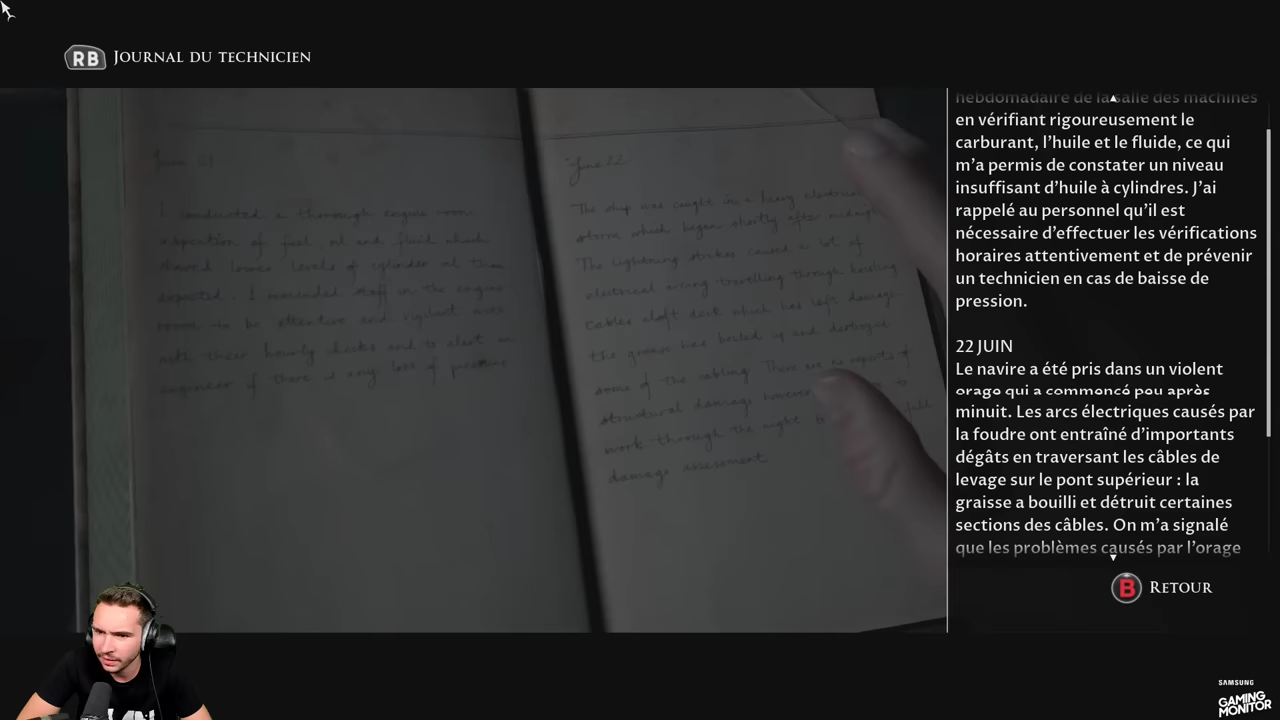 RB JOURNAL DU TECHNICIEN
June 21
I conducted a thorough engine room
inspection of fuel, oil and fluid which
showed lower levels of cylinder oil than
expected. I reminded staff in the engine
room to be attentive and vigilant
with their hourly checks and to alert an
engineer if there is any loss of pressure
June 22
The ship was caught in a heavy electrical
storm which began shortly after midnight
The lightning strikes caused a lot of
electrical arcing travelling through
cables aloft deck which has left damage
the grease has boiled up and destroyed
some of the cabling. There are no reports of
structural damage however to
work through the night full
damage assessment
hebdomadaire de la salle des machines
en vérifiant rigoureusement le
carburant, l'huile et le fluide, ce qui
m'a permis de constater un niveau
insuffisant d'huile à cylindres. J'ai
rappelé au personnel qu'il est
nécessaire d'effectuer les vérifications
horaires attentivement et de prévenir
un technicien en cas de baisse de
pression.
22 JUIN
Le navire a été pris dans un violent
orage qui a commencé peu après
minuit. Les arcs électriques causés par
la foudre ont entraîné d'importants
dégâts en traversant les câbles de
levage sur le pont supérieur : la
graisse a bouilli et détruit certaines
sections des câbles. On m'a signalé
que les problèmes causés par l'orage
B RETOUR
SAMSUNG
GAMING
MONITOR